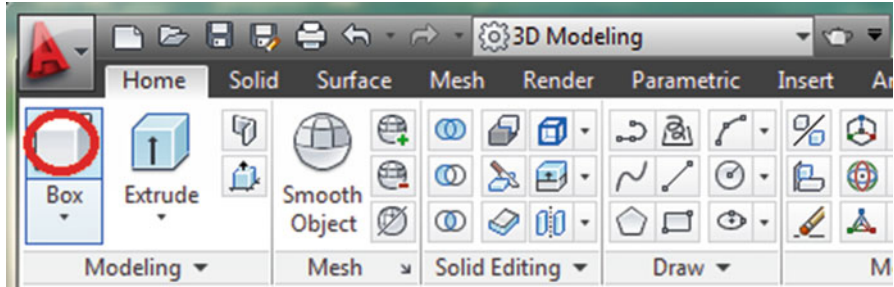 3D Modeling
Home Solid Surface Mesh Render Parametric Insert
Box Extrude Smooth Object
Modeling Mesh Solid Editing Draw